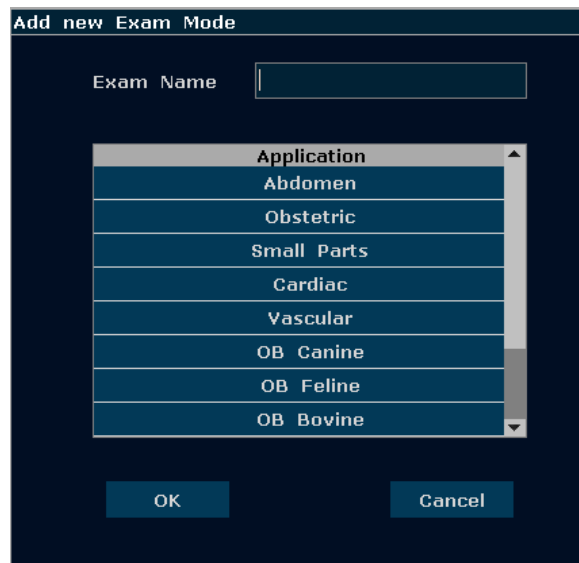 Add new Exam Mode
Exam Name
Application
Abdomen
Obstetric
Small Parts
Cardiac
Vascular
OB Canine
OB Feline
OB Bovine
OK Cancel